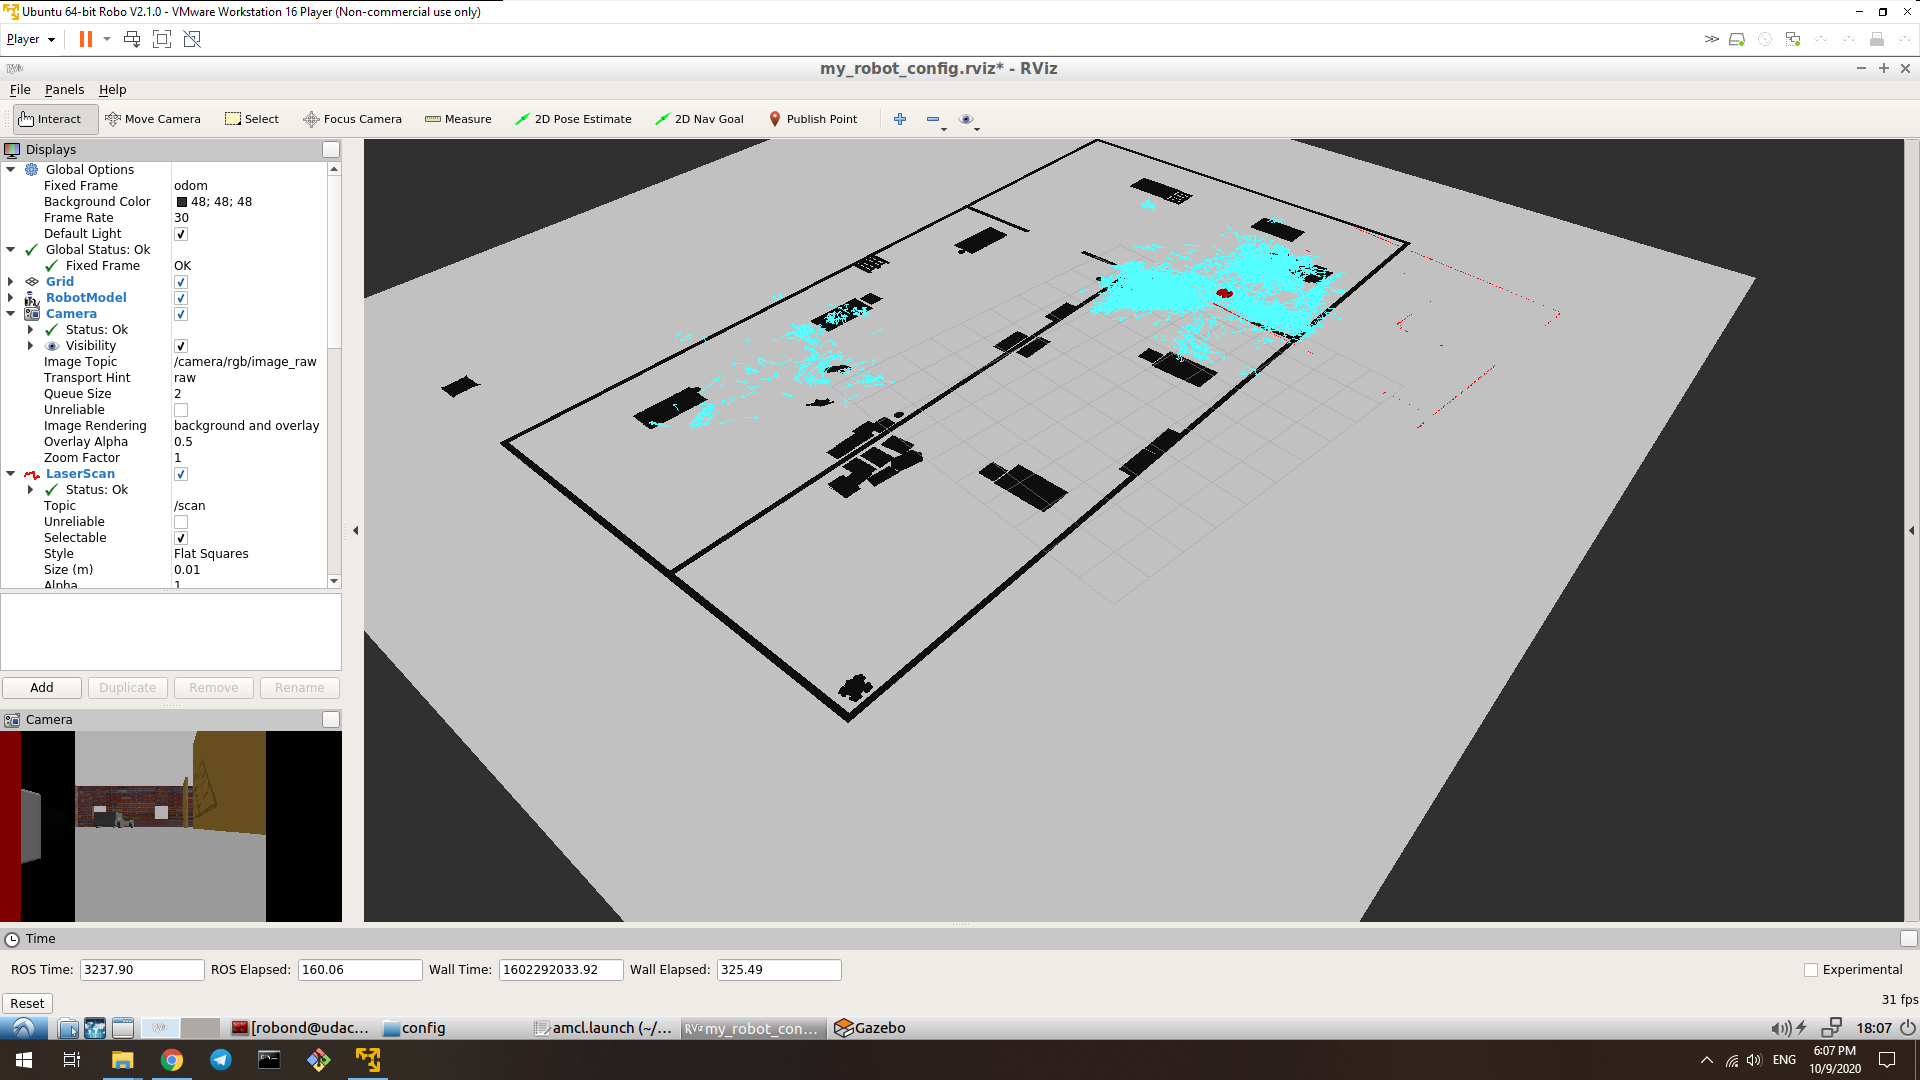 Ubuntu 64-bit Robo V2.1.0 - VMware Workstation 16 Player (Non-commercial use only)
Player
my_robot_config.rviz* - RViz
File Panels Help
Interact Move Camera Select Focus Camera Measure 2D Pose Estimate 2D Nav Goal Publish Point
Displays
Global Options
Fixed Frame odom
Background Color 48; 48; 48
Frame Rate 30
Default Light
Global Status: Ok
Fixed Frame OK
Grid
RobotModel
Camera
Status: Ok
Visibility
Image Topic /camera/rgb/image_raw
Transport Hint raw
Queue Size 2
Unreliable
Image Rendering background and overlay
Overlay Alpha 0.5
Zoom Factor 1
LaserScan
Status: Ok
Topic /scan
Unreliable
Selectable
Style Flat Squares
Size (m) 0.01
Alpha 1
Add Duplicate Remove Rename
Camera
Time
ROS Time: 3237.90 ROS Elapsed: 160.06 Wall Time: 1602292033.92 Wall Elapsed: 325.49 Experimental
Reset 31 fps
[robond@udac... config amcl.launch (~/... RViz my_robot_con... Gazebo 18:07
ENG 6:07 PM
10/9/2020